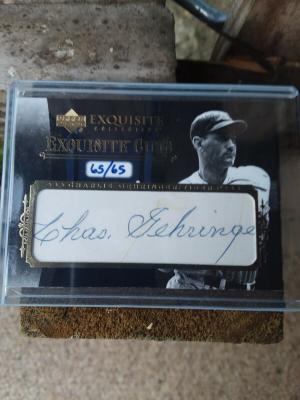 UPPER DECK
EXQUISITE
COLLECTION
EXQUISITE CUTS
65/65
Chas. Gehringe